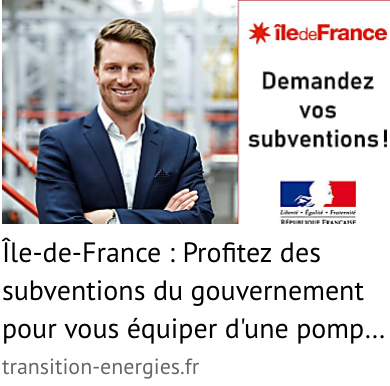 îledeFrance
Demandez
vos
subventions!
Liberté • Égalité • Fraternité
RÉPUBLIQUE FRANÇAISE
Île-de-France : Profitez des
subventions du gouvernement
pour vous équiper d'une pomp...
transition-energies.fr